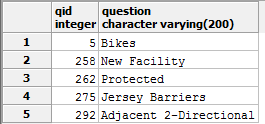 qid question
integer character varying(200)
1 5 Bikes
2 258 New Facility
3 262 Protected
4 275 Jersey Barriers
5 292 Adjacent 2-Directional